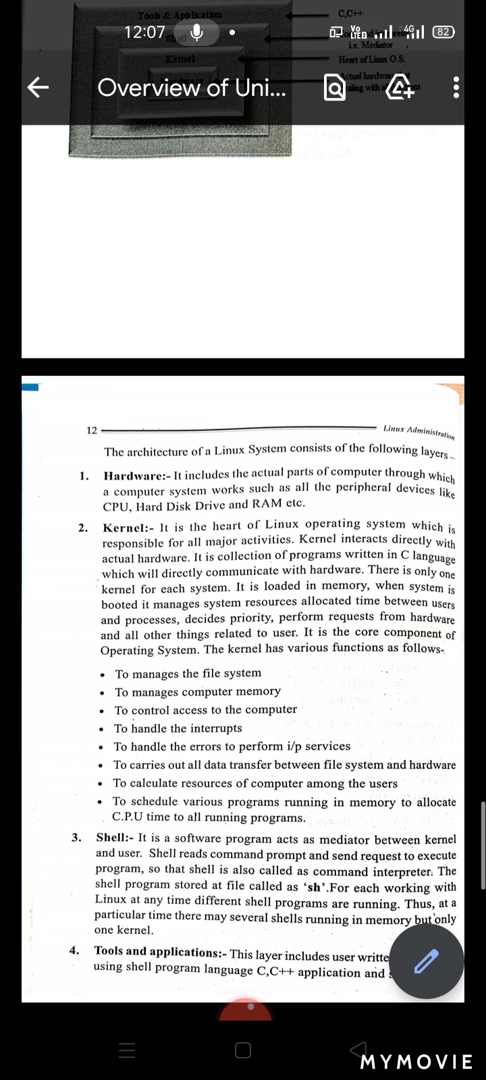 Tools & Application
C,C++
12:07
Vo
LTED
4G
82
i.e. Mediator
Kernel
Heart of Linux O.S.
Overview of Uni...
Actual hardware
12
Linux Administration
The architecture of a Linux System consists of the following layers -
1. Hardware:- It includes the actual parts of computer through which
a computer system works such as all the peripheral devices like
CPU, Hard Disk Drive and RAM etc.
2. Kernel:- It is the heart of Linux operating system which is
responsible for all major activities. Kernel interacts directly with
actual hardware. It is collection of programs written in C language
which will directly communicate with hardware. There is only one
kernel for each system. It is loaded in memory, when system is
booted it manages system resources allocated time between users
and processes, decides priority, perform requests from hardware
and all other things related to user. It is the core component of
Operating System. The kernel has various functions as follows-
• To manages the file system
• To manages computer memory
• To control access to the computer
• To handle the interrupts
• To handle the errors to perform i/p services
• To carries out all data transfer between file system and hardware
• To calculate resources of computer among the users
• To schedule various programs running in memory to allocate
C.P.U time to all running programs.
3. Shell:- It is a software program acts as mediator between kernel
and user. Shell reads command prompt and send request to execute
program, so that shell is also called as command interpreter. The
shell program stored at file called as 'sh'.For each working with
Linux at any time different shell programs are running. Thus, at a
particular time there may several shells running in memory but only
one kernel.
4. Tools and applications:- This layer includes user writte
using shell program language C,C++ application and
MYMOVIE